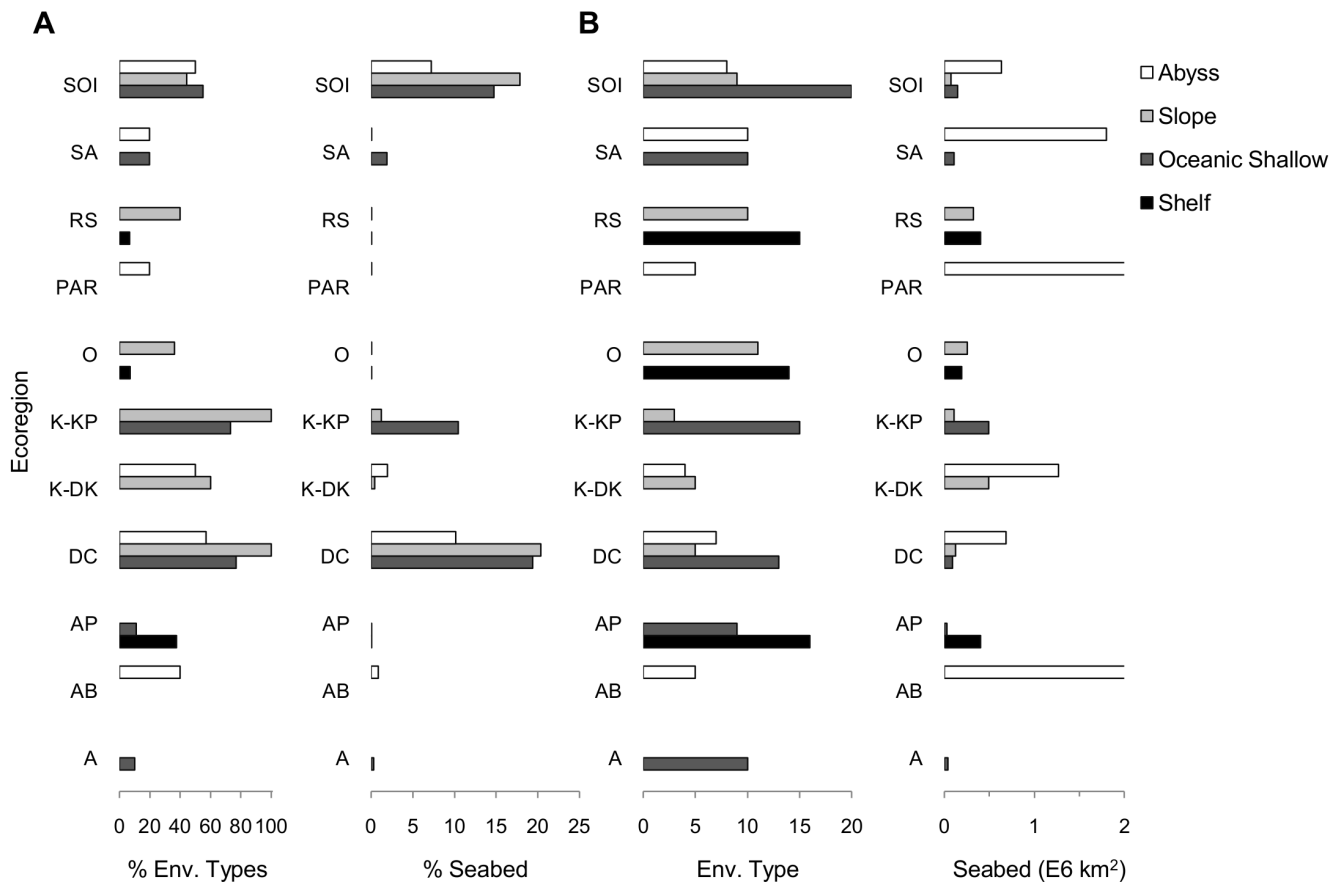 A
B
SOI
SOI
SOI
SOI
Abyss
Slope
SA
SA
SA
SA
Oceanic Shallow
Shelf
RS
RS
RS
RS
PAR
PAR
PAR
PAR
O
O
O
O
Ecoregion
K-KP
K-KP
K-KP
K-KP
K-DK
K-DK
K-DK
K-DK
DC
DC
DC
DC
AP
AP
AP
AP
AB
AB
AB
AB
A
A
A
A
0 20 40 60 80 100
0 5 10 15 20 25
0 5 10 15 20
0 1 2
% Env. Types
% Seabed
Env. Type
Seabed (E6 km²)